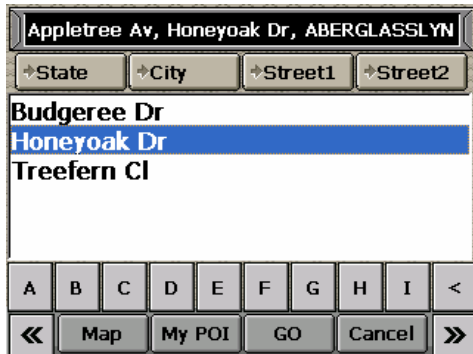 Appletree Av, Honeyoak Dr, ABERGLASSLYN
State City Street1 Street2
Budgeree Dr
Honeyoak Dr
Treefern Cl
A B C D E F G H I <
« Map My POI GO Cancel »